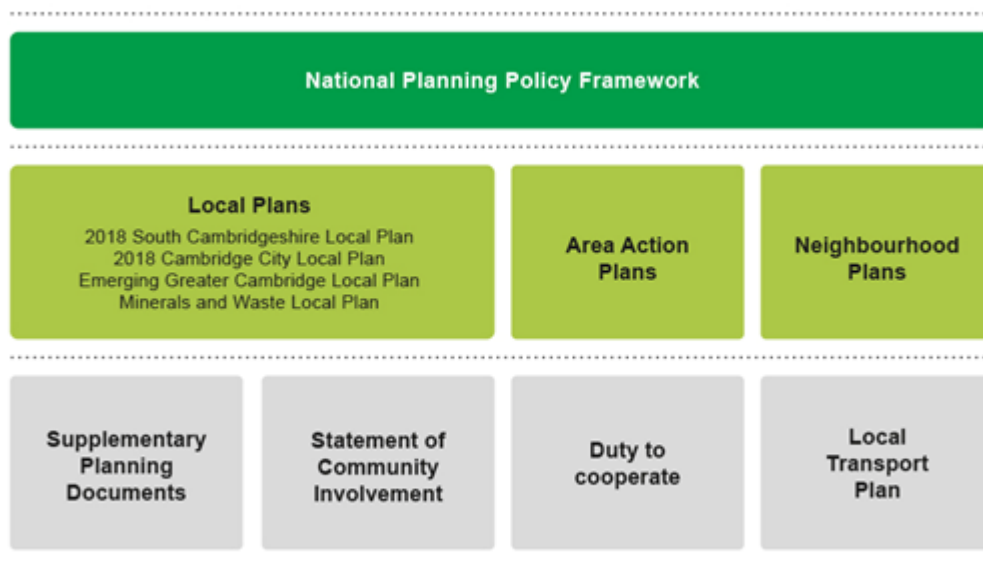 National Planning Policy Framework
Local Plans
2018 South Cambridgeshire Local Plan
2018 Cambridge City Local Plan
Emerging Greater Cambridge Local Plan
Minerals and Waste Local Plan
Area Action
Plans
Neighbourhood
Plans
Supplementary
Planning
Documents
Statement of
Community
Involvement
Duty to
cooperate
Local
Transport
Plan